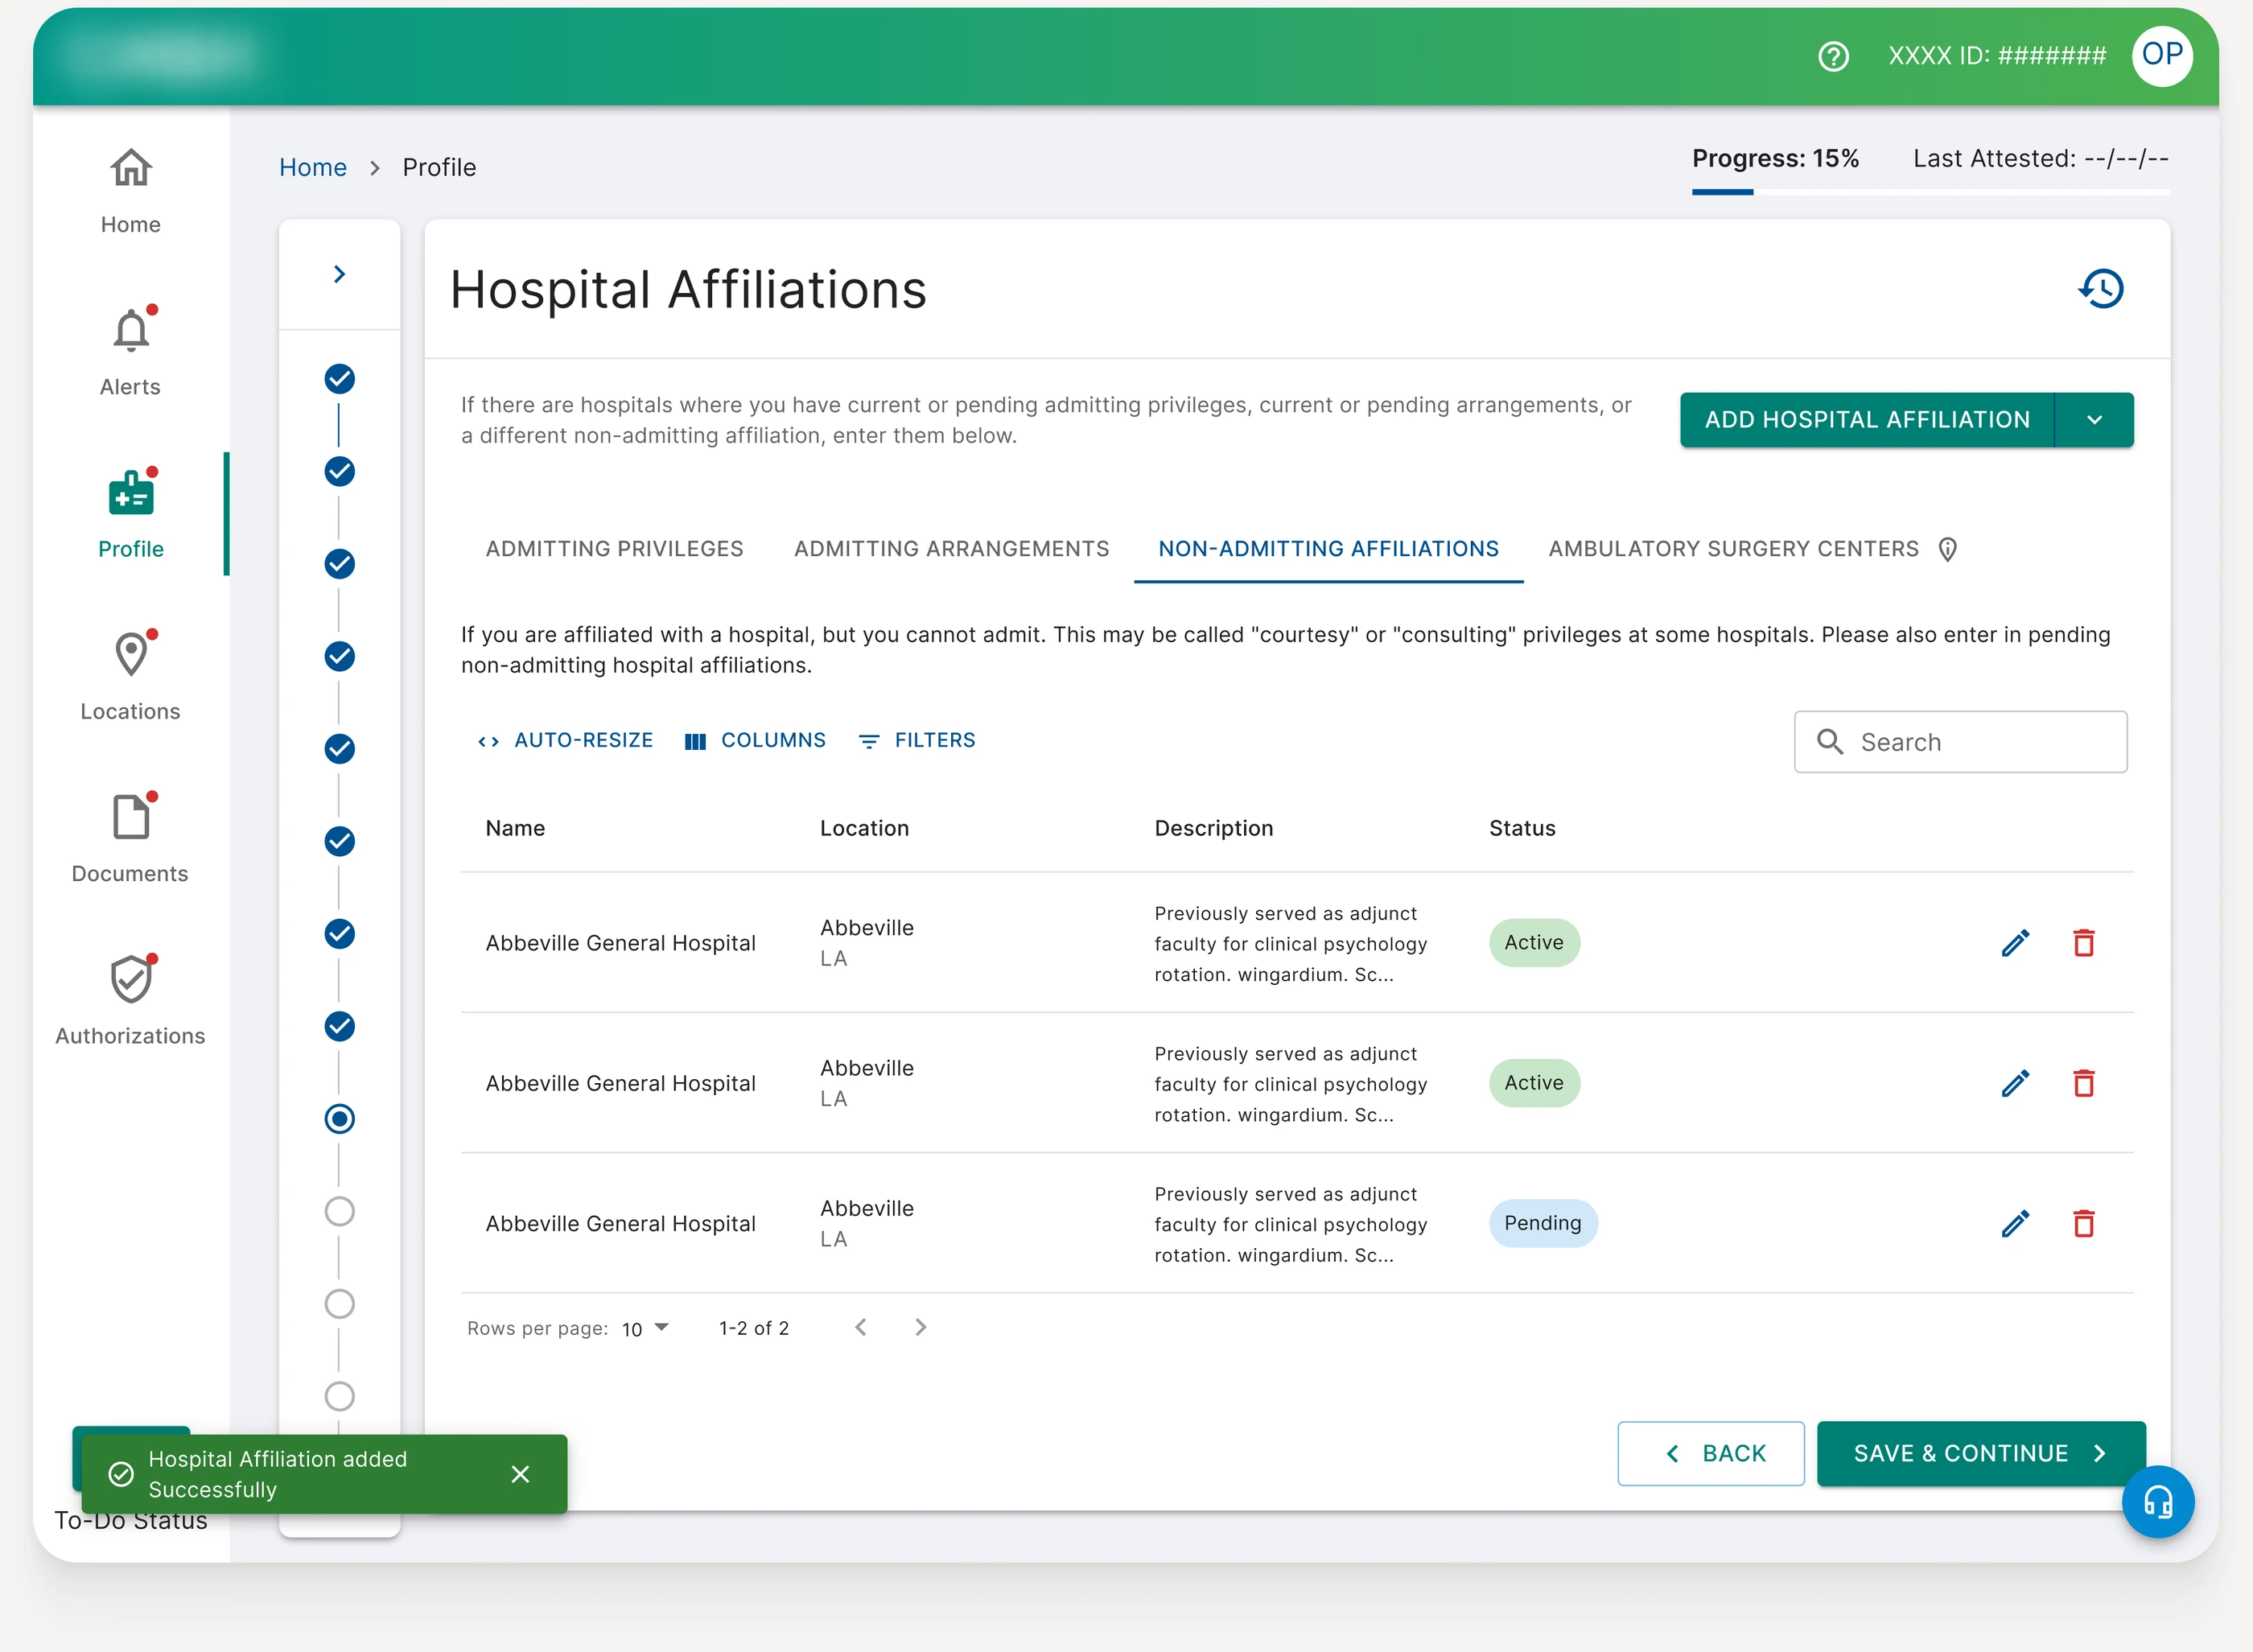 XXXX ID: #######
OP
Home
Alerts
Profile
Locations
Documents
Authorizations
To-Do Status
Home > Profile
Progress: 15%
Last Attested: --/--/--
Hospital Affiliations
If there are hospitals where you have current or pending admitting privileges, current or pending arrangements, or
a different non-admitting affiliation, enter them below.
ADD HOSPITAL AFFILIATION
ADMITTING PRIVILEGES
ADMITTING ARRANGEMENTS
NON-ADMITTING AFFILIATIONS
AMBULATORY SURGERY CENTERS
If you are affiliated with a hospital, but you cannot admit. This may be called "courtesy" or "consulting" privileges at some hospitals. Please also enter in pending
non-admitting hospital affiliations.
AUTO-RESIZE
COLUMNS
FILTERS
Search
Name
Location
Description
Status
Abbeville General Hospital
Abbeville
LA
Previously served as adjunct
faculty for clinical psychology
rotation. wingardium. Sc...
Active
Abbeville General Hospital
Abbeville
LA
Previously served as adjunct
faculty for clinical psychology
rotation. wingardium. Sc...
Active
Abbeville General Hospital
Abbeville
LA
Previously served as adjunct
faculty for clinical psychology
rotation. wingardium. Sc...
Pending
Rows per page: 10
1-2 of 2
BACK
SAVE & CONTINUE
Hospital Affiliation added
Successfully